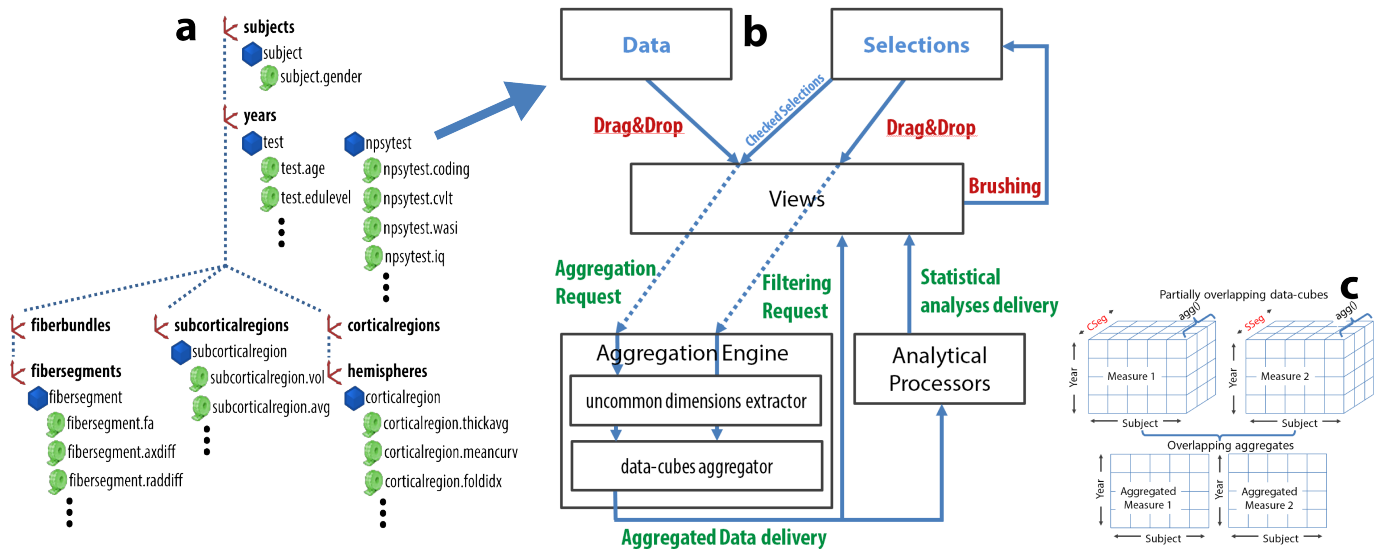 a
subjects
subject
subject.gender
years
test
test.age
test.edulevel
npsytest
npsytest.coding
npsytest.cvlt
npsytest.wasi
npsytest.iq
fiberbundles
fibersegments
fibersegment
fibersegment.fa
fibersegment.axdiff
fibersegment.raddiff
subcorticalregions
subcorticalregion
subcorticalregion.vol
subcorticalregion.avg
corticalregions
hemispheres
corticalregion
corticalregion.thickavg
corticalregion.meancurv
corticalregion.foldidx
b
Data
Selections
Drag&Drop
Checked Selections
Drag&Drop
Views
Brushing
Aggregation
Request
Filtering
Request
Statistical
analyses delivery
Aggregation Engine
uncommon dimensions extractor
data-cubes aggregator
Analytical
Processors
Aggregated Data delivery
c
Partially overlapping data-cubes
CSeg
agg()
Year
Measure 1
Subject
SSeg
agg()
Year
Measure 2
Subject
Overlapping aggregates
Year
Aggregated
Measure 1
Subject
Year
Aggregated
Measure 2
Subject